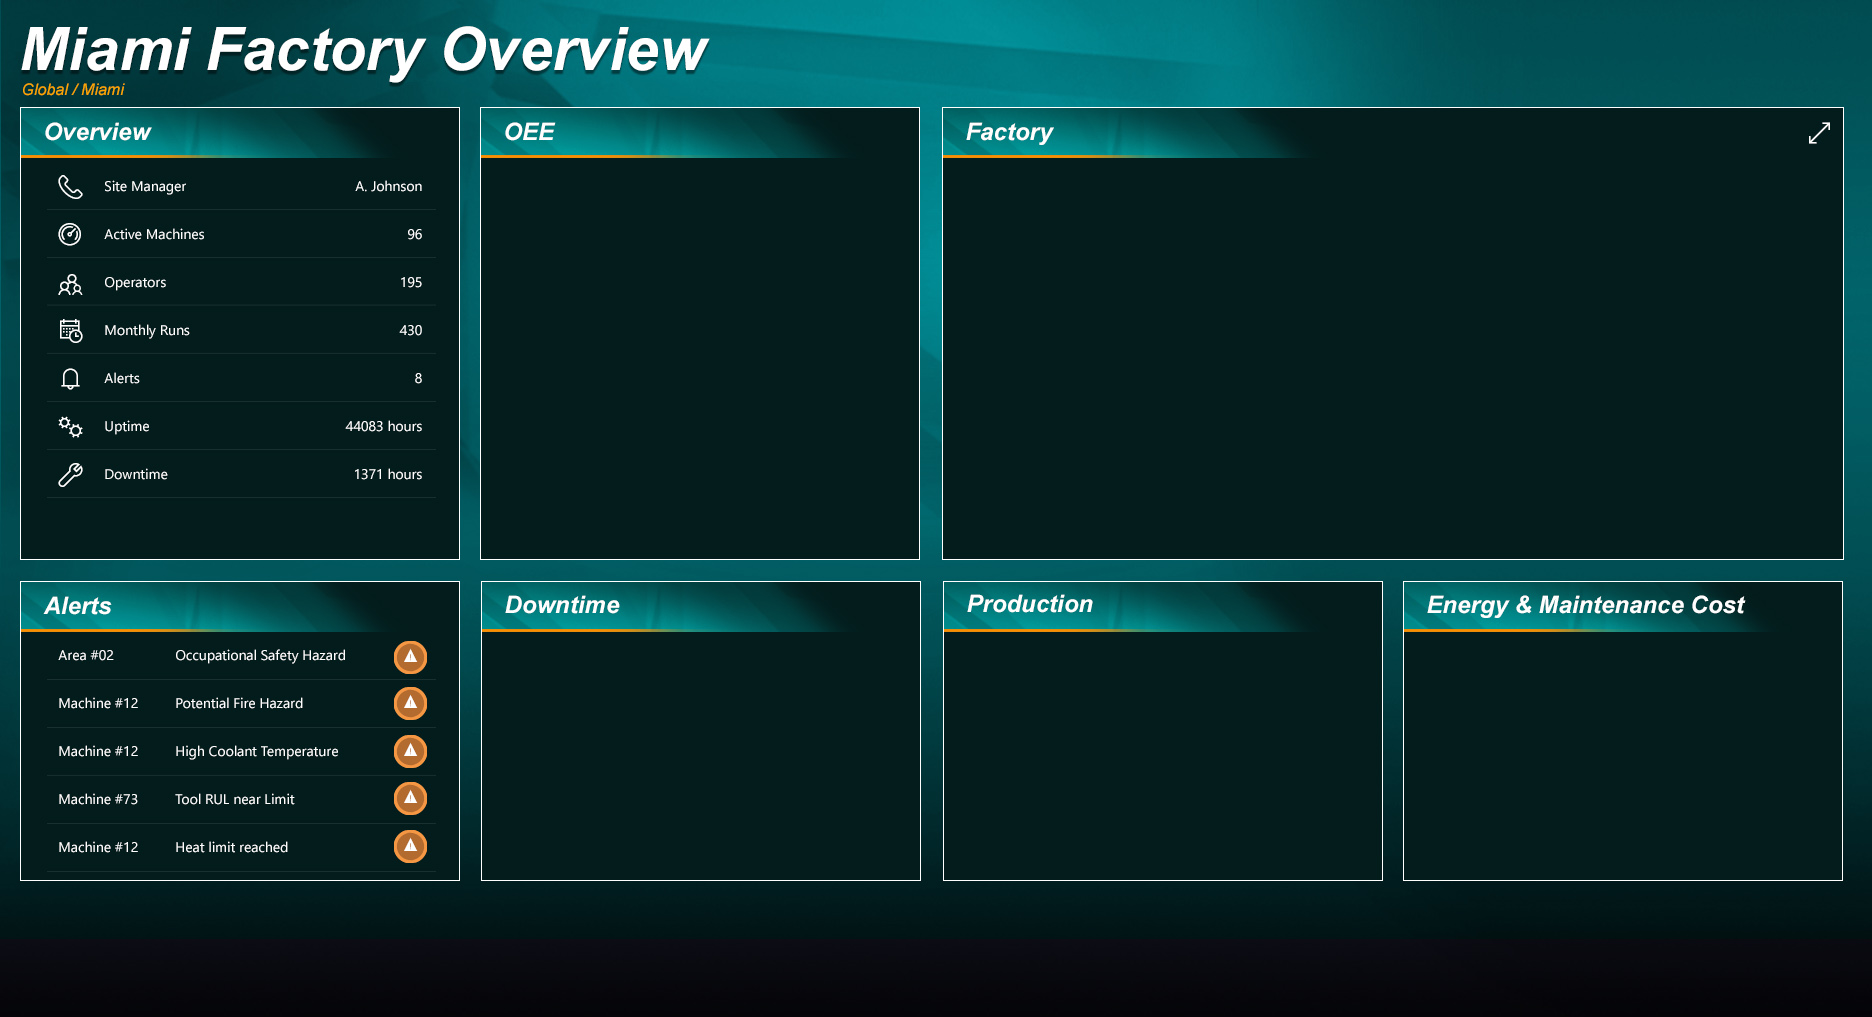 Miami Factory Overview
Global / Miami
Overview
Site Manager A. Johnson
Active Machines 96
Operators 195
Monthly Runs 430
Alerts 8
Uptime 44083 hours
Downtime 1371 hours
OEE
Factory
Alerts
Area #02 Occupational Safety Hazard
Machine #12 Potential Fire Hazard
Machine #12 High Coolant Temperature
Machine #73 Tool RUL near Limit
Machine #12 Heat limit reached
Downtime
Production
Energy & Maintenance Cost